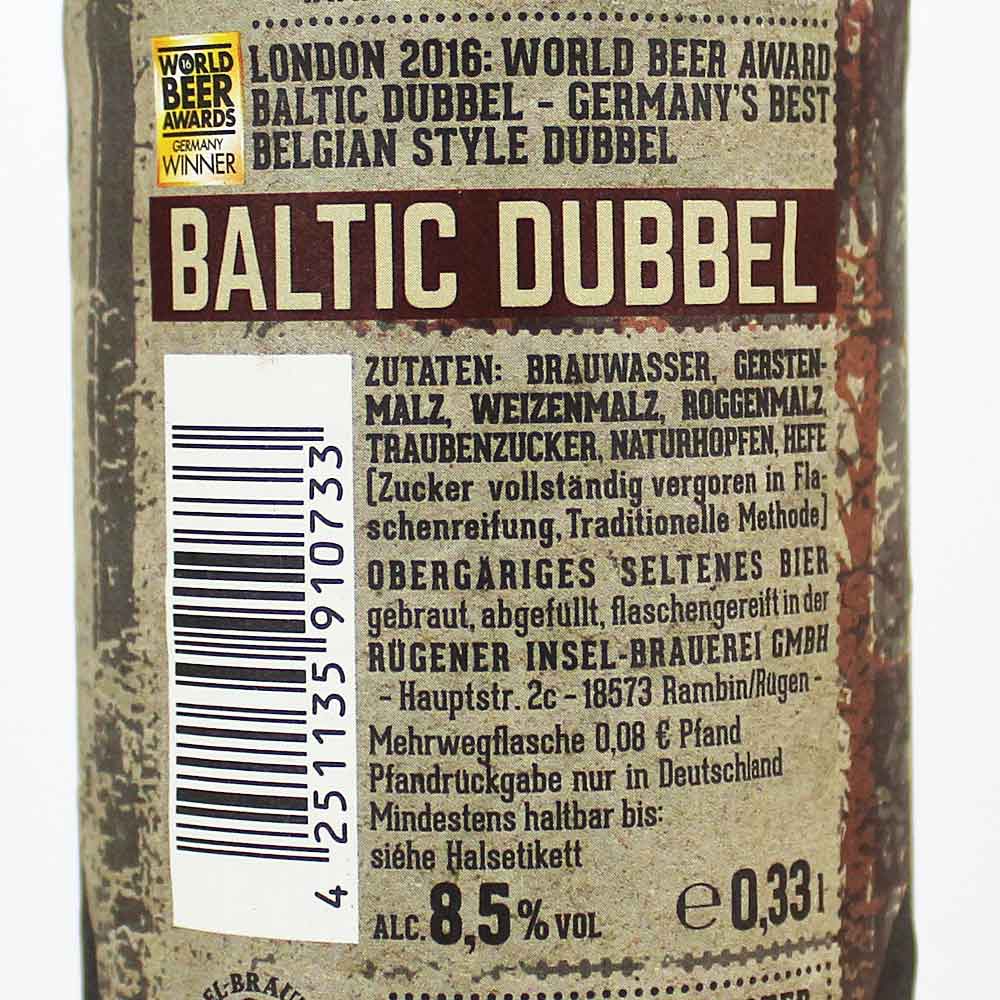 WORLD
16
BEER
AWARDS
GERMANY
WINNER
LONDON 2016: WORLD BEER AWARD
BALTIC DUBBEL – GERMANY'S BEST
BELGIAN STYLE DUBBEL
BALTIC DUBBEL
ZUTATEN: BRAUWASSER, GERSTEN-
MALZ, WEIZENMALZ, ROGGENMALZ,
TRAUBENZUCKER, NATURHOPFEN, HEFE
[Zucker vollständig vergoren in Fla-
schenreifung, Traditionelle Methode]
OBERGÄRIGES SELTENES BIER
gebraut, abgefüllt, flaschengereift in der
RÜGENER INSEL-BRAUEREI GMBH
- Hauptstr. 2c - 18573 Rambin/Rügen -
Mehrwegflasche 0,08 € Pfand
Pfandrückgabe nur in Deutschland
Mindestens haltbar bis:
siéhe Halsetikett
ALC. 8,5% VOL
℮ 0,33 l
4 251135 910733